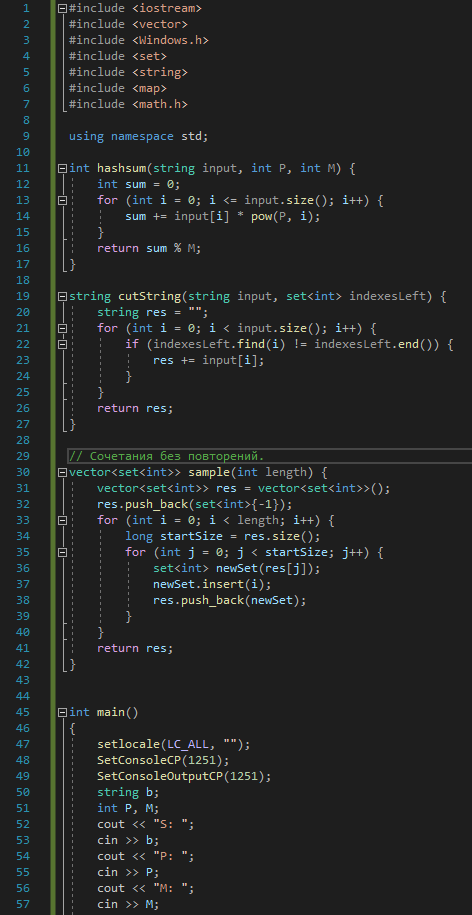 1 #include <iostream>
2 #include <vector>
3 #include <Windows.h>
4 #include <set>
5 #include <string>
6 #include <map>
7 #include <math.h>
8
9 using namespace std;
10
11 int hashsum(string input, int P, int M) {
12     int sum = 0;
13     for (int i = 0; i <= input.size(); i++) {
14         sum += input[i] * pow(P, i);
15     }
16     return sum % M;
17 }
18
19 string cutString(string input, set<int> indexesLeft) {
20     string res = "";
21     for (int i = 0; i < input.size(); i++) {
22         if (indexesLeft.find(i) != indexesLeft.end()) {
23             res += input[i];
24         }
25     }
26     return res;
27 }
28
29 // Сочетания без повторений.
30 vector<set<int>> sample(int length) {
31     vector<set<int>> res = vector<set<int>>();
32     res.push_back(set<int>{-1});
33     for (int i = 0; i < length; i++) {
34         long startSize = res.size();
35         for (int j = 0; j < startSize; j++) {
36             set<int> newSet(res[j]);
37             newSet.insert(i);
38             res.push_back(newSet);
39         }
40     }
41     return res;
42 }
43
44
45 int main()
46 {
47     setlocale(LC_ALL, "");
48     SetConsoleCP(1251);
49     SetConsoleOutputCP(1251);
50     string b;
51     int P, M;
52     cout << "S: ";
53     cin >> b;
54     cout << "P: ";
55     cin >> P;
56     cout << "M: ";
57     cin >> M;